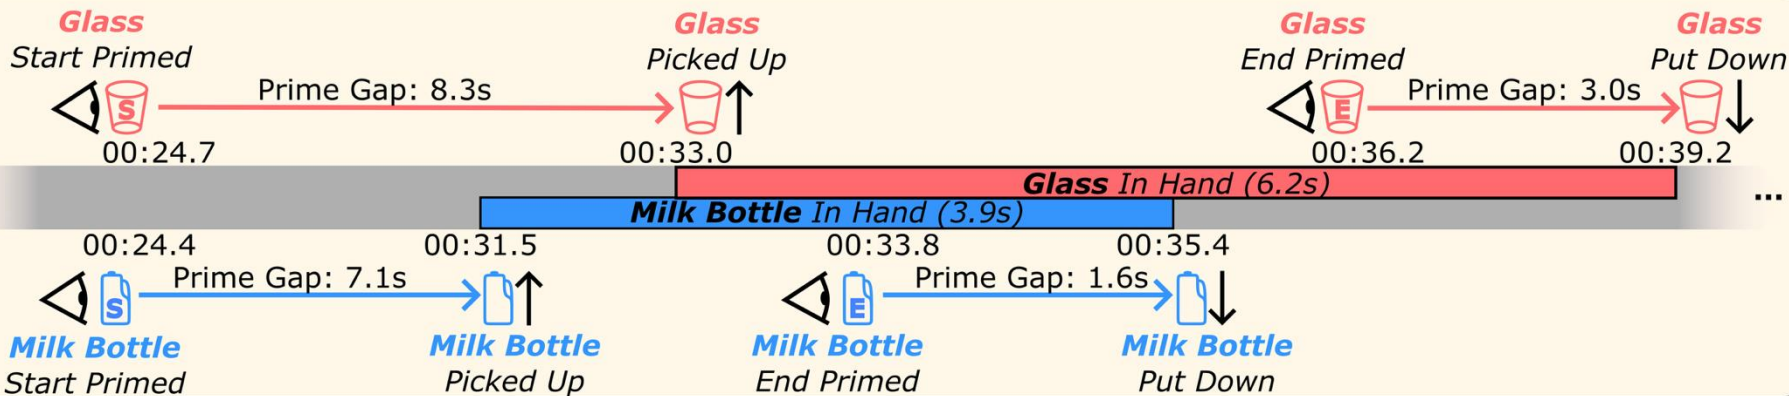 Glass
Start Primed
Glass
Picked Up
Glass
End Primed
Glass
Put Down
S
Prime Gap: 8.3s
E
Prime Gap: 3.0s
00:24.7
00:33.0
00:36.2
00:39.2
Glass In Hand (6.2s)
...
Milk Bottle In Hand (3.9s)
00:24.4
00:31.5
00:33.8
00:35.4
S
Prime Gap: 7.1s
E
Prime Gap: 1.6s
Milk Bottle
Start Primed
Milk Bottle
Picked Up
Milk Bottle
End Primed
Milk Bottle
Put Down